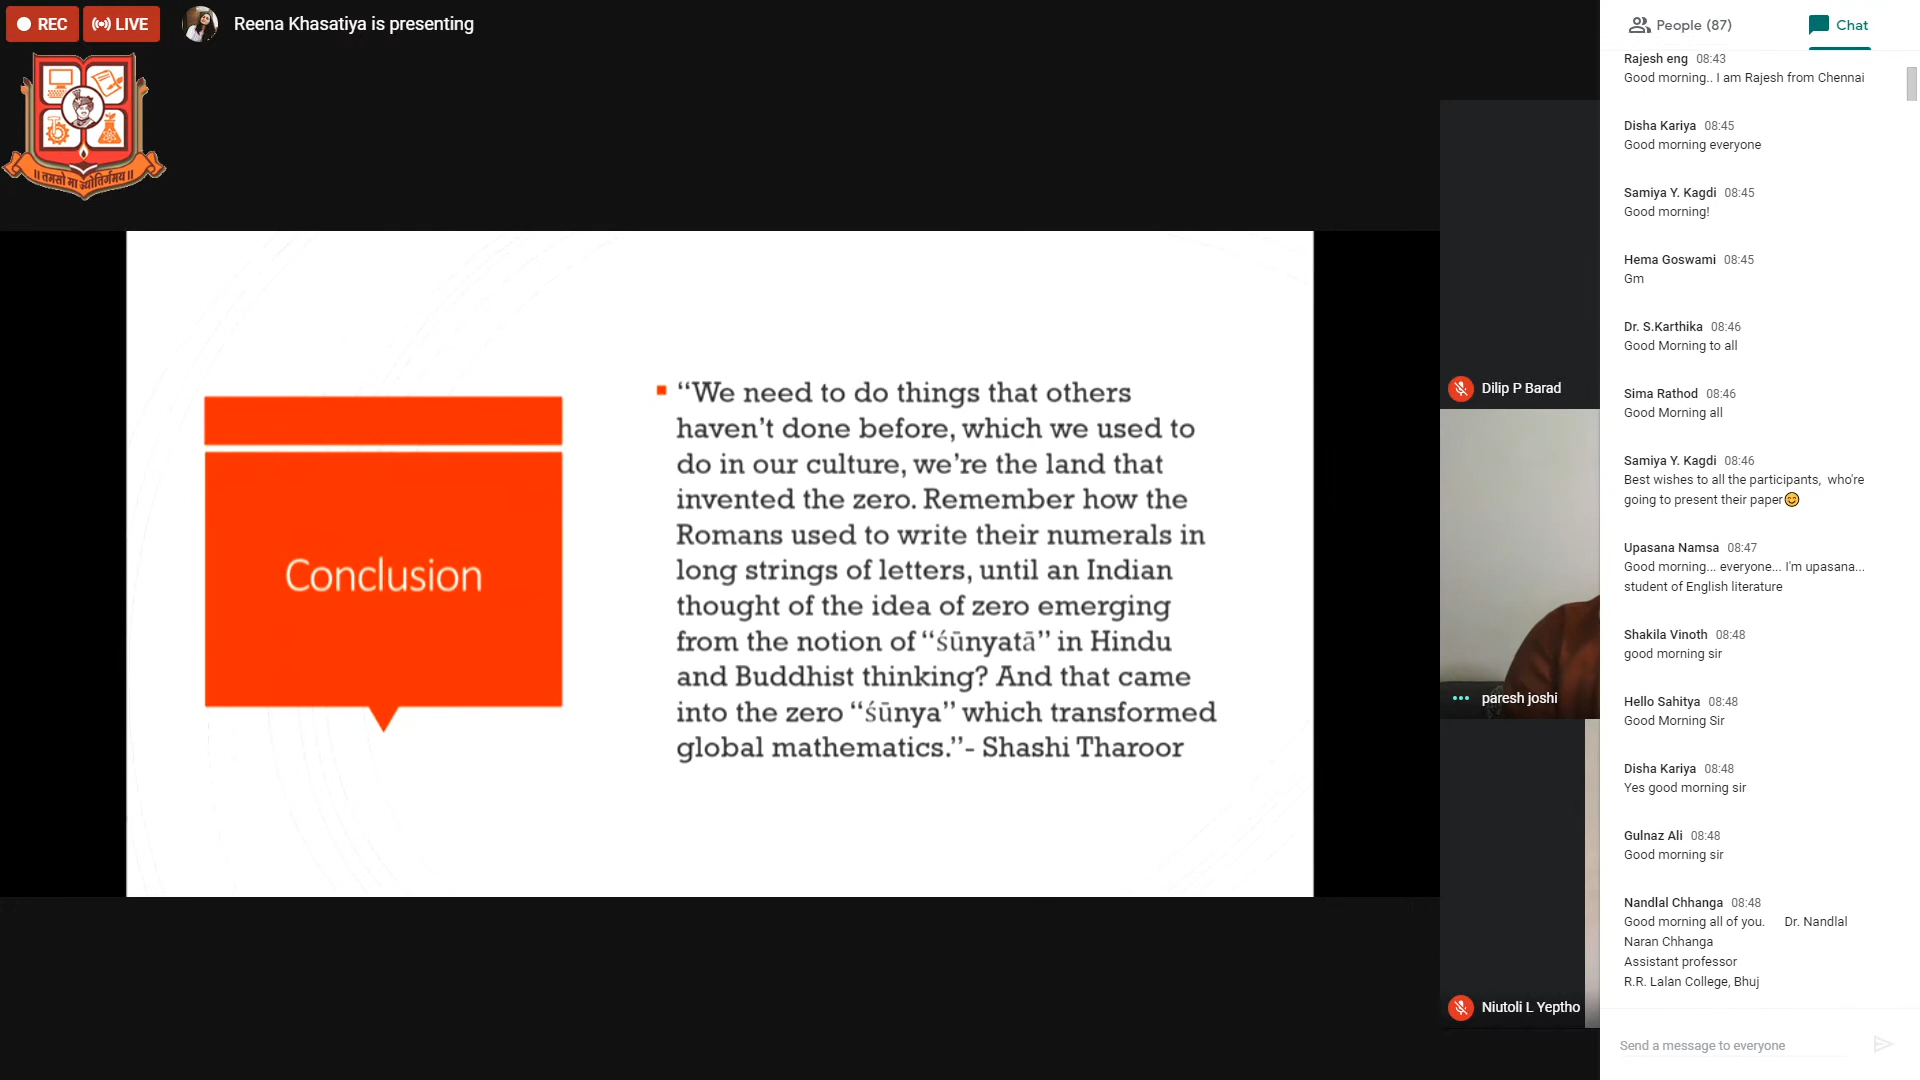 REC
LIVE
Reena Khasatiya is presenting
॥ तमसो मा ज्योतिर्गमय ॥
Conclusion
“We need to do things that others
haven’t done before, which we used to
do in our culture, we’re the land that
invented the zero. Remember how the
Romans used to write their numerals in
long strings of letters, until an Indian
thought of the idea of zero emerging
from the notion of “śūnyatā” in Hindu
and Buddhist thinking? And that came
into the zero “śūnya” which transformed
global mathematics.”- Shashi Tharoor
Dilip P Barad
paresh joshi
Niutoli L Yeptho
People (87)
Chat
Rajesh eng 08:43
Good morning.. I am Rajesh from Chennai
Disha Kariya 08:45
Good morning everyone
Samiya Y. Kagdi 08:45
Good morning!
Hema Goswami 08:45
Gm
Dr. S.Karthika 08:46
Good Morning to all
Sima Rathod 08:46
Good Morning all
Samiya Y. Kagdi 08:46
Best wishes to all the participants, who're
going to present their paper😊
Upasana Namsa 08:47
Good morning... everyone... I'm upasana...
student of English literature
Shakila Vinoth 08:48
good morning sir
Hello Sahitya 08:48
Good Morning Sir
Disha Kariya 08:48
Yes good morning sir
Gulnaz Ali 08:48
Good morning sir
Nandlal Chhanga 08:48
Good morning all of you. Dr. Nandlal
Naran Chhanga
Assistant professor
R.R. Lalan College, Bhuj
Send a message to everyone